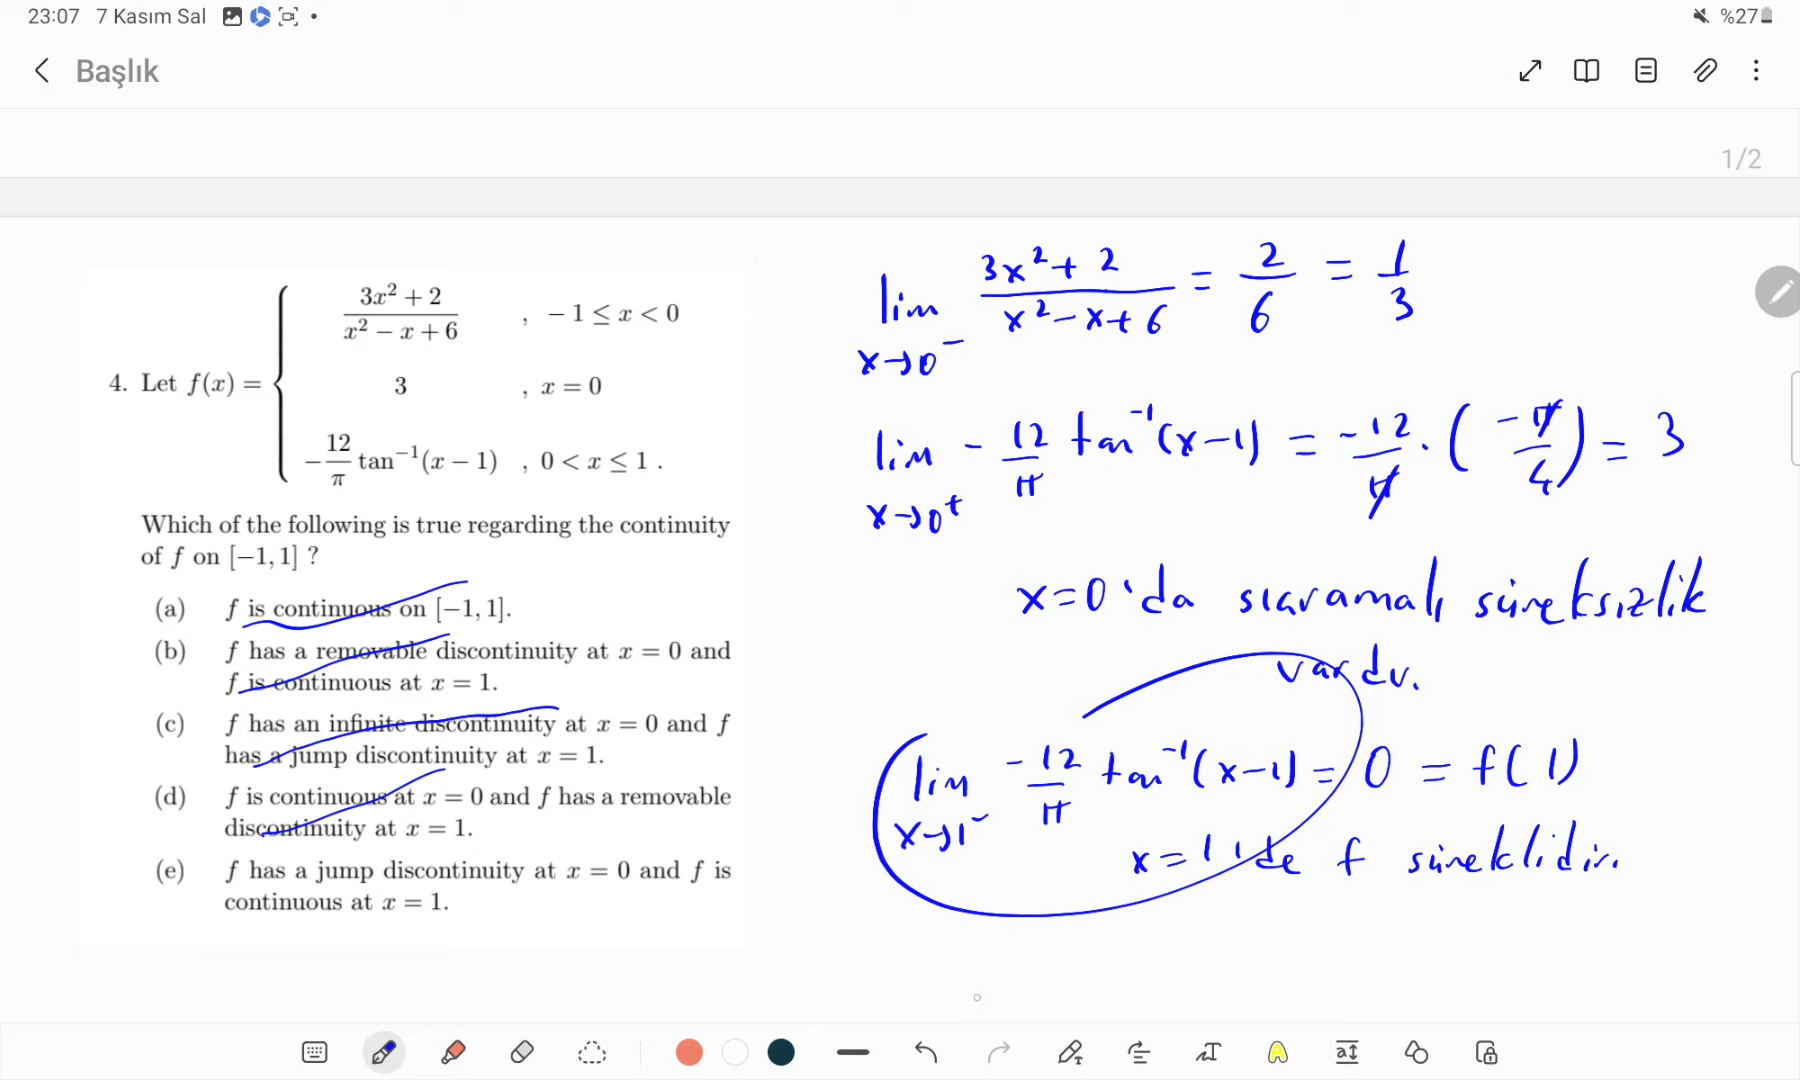 23:07 7 Kasım Sal
%27
Başlık
1/2
4. Let f(x) = { (3x² + 2)/(x² − x + 6) , −1 ≤ x < 0
3 , x = 0
−(12/π) tan⁻¹(x − 1) , 0 < x ≤ 1 .
Which of the following is true regarding the continuity
of f on [−1, 1] ?
(a) f is continuous on [−1, 1].
(b) f has a removable discontinuity at x = 0 and
f is continuous at x = 1.
(c) f has an infinite discontinuity at x = 0 and f
has a jump discontinuity at x = 1.
(d) f is continuous at x = 0 and f has a removable
discontinuity at x = 1.
(e) f has a jump discontinuity at x = 0 and f is
continuous at x = 1.
lim x→0⁻ (3x² + 2)/(x² − x + 6) = 2/6 = 1/3
lim x→0⁺ −(12/π) tan⁻¹(x−1) = −12/π · (−π/4) = 3
x=0'da sıçramalı süreksizlik
vardır.
lim x→1⁻ −12/π tan⁻¹(x−1) = 0 = f(1)
x=1'de f süreklidir.